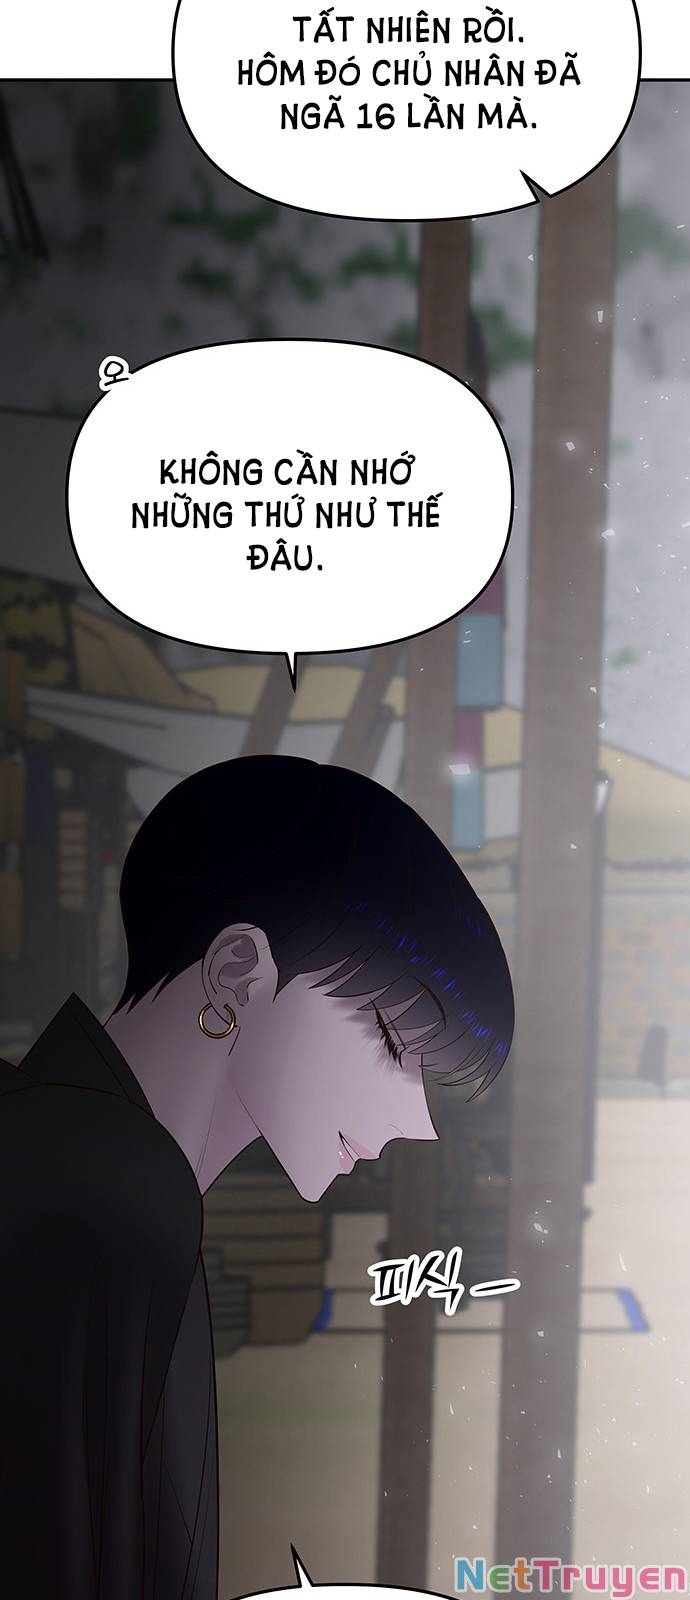 TẤT NHIÊN RỒI.
HÔM ĐÓ CHỦ NHÂN ĐÃ
NGÃ 16 LẦN MÀ.
오
KHÔNG CẦN NHỚ
NHỮNG THỨ NHƯ THẾ
ĐÂU.
피식-
NetTruyen